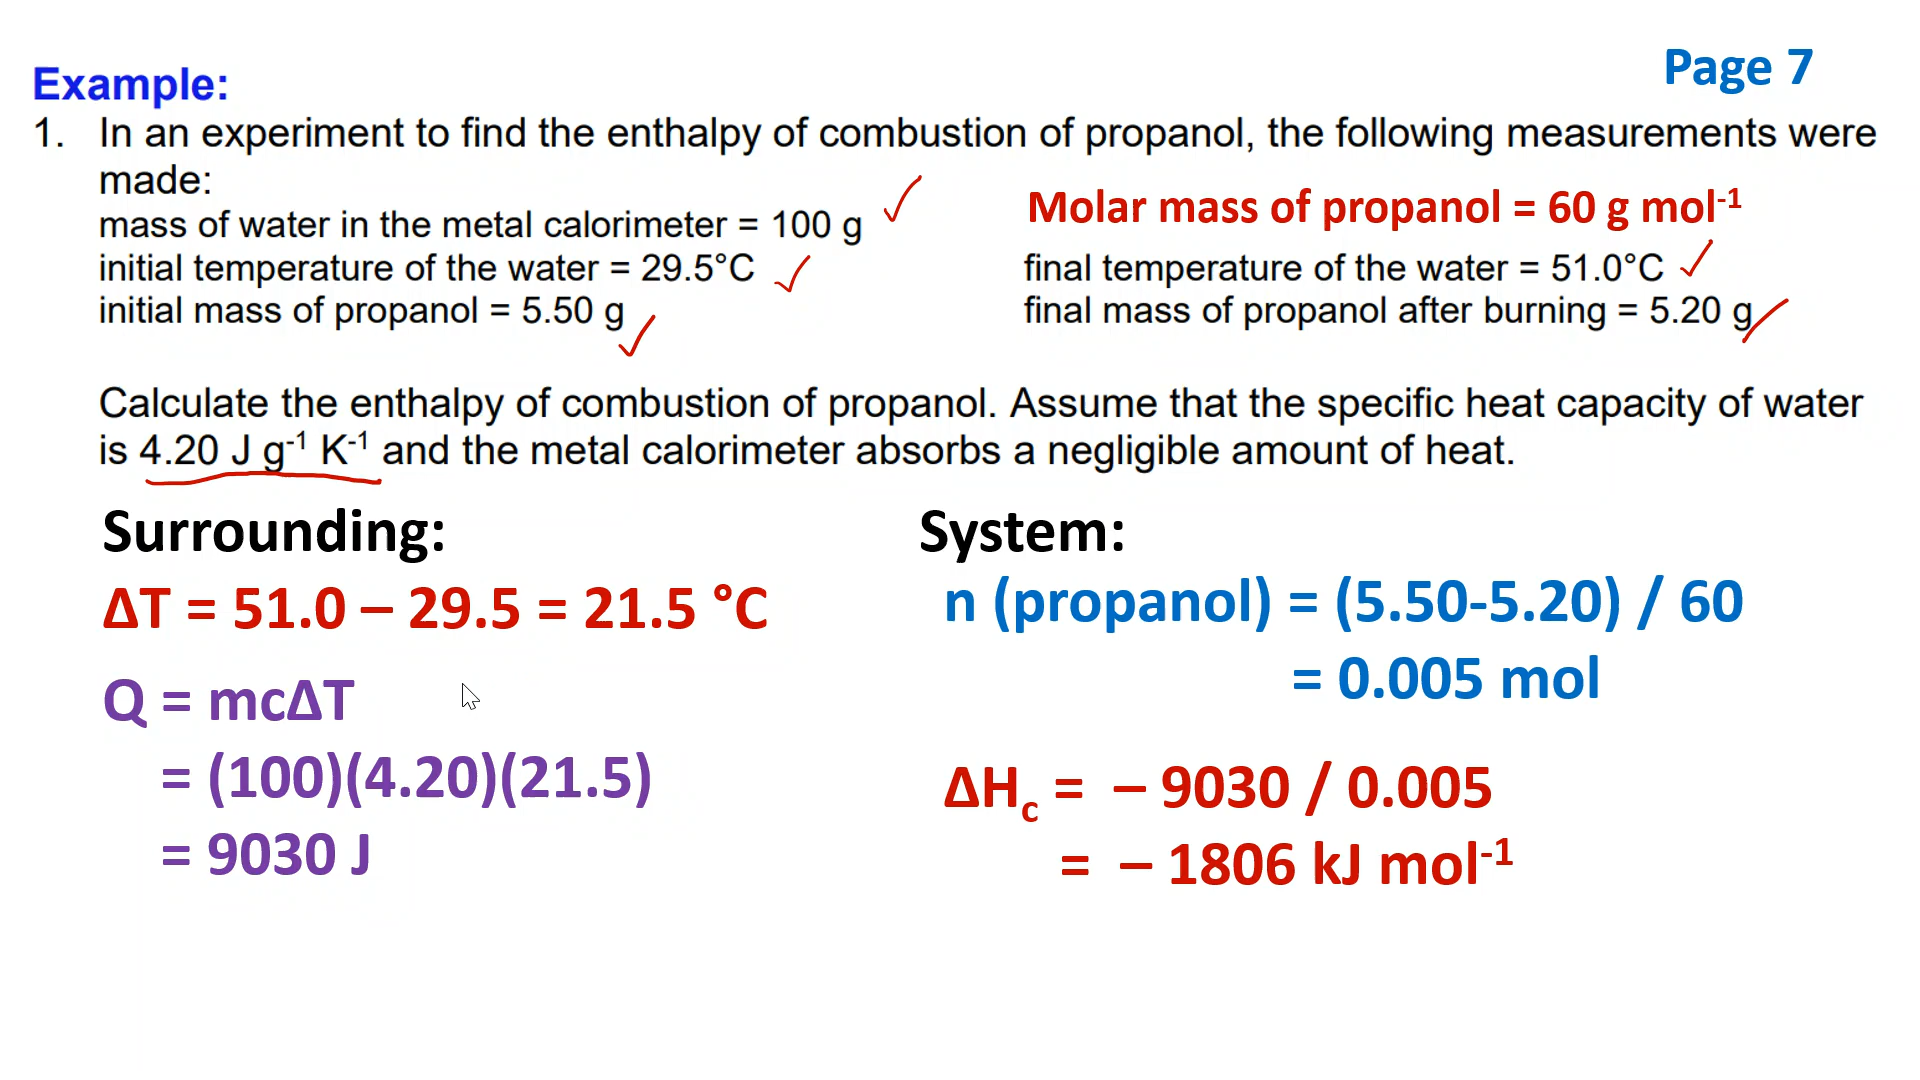 Page 7
Example:
1. In an experiment to find the enthalpy of combustion of propanol, the following measurements were
made:
Molar mass of propanol = 60 g mol⁻¹
mass of water in the metal calorimeter = 100 g
initial temperature of the water = 29.5°C
final temperature of the water = 51.0°C
initial mass of propanol = 5.50 g
final mass of propanol after burning = 5.20 g
Calculate the enthalpy of combustion of propanol. Assume that the specific heat capacity of water
is 4.20 J g⁻¹ K⁻¹ and the metal calorimeter absorbs a negligible amount of heat.
Surrounding:
ΔT = 51.0 – 29.5 = 21.5 °C
Q = mcΔT
= (100)(4.20)(21.5)
= 9030 J
System:
n (propanol) = (5.50-5.20) / 60
= 0.005 mol
ΔHc = – 9030 / 0.005
= – 1806 kJ mol⁻¹